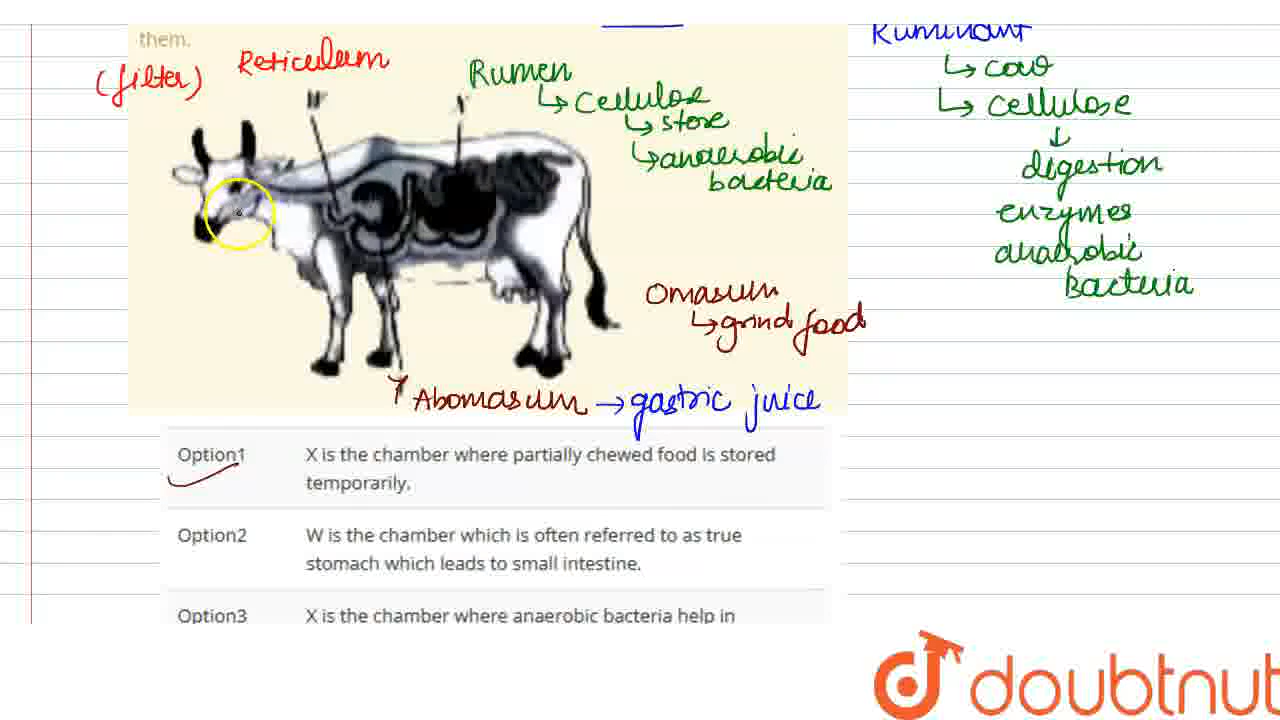 them.
(filter)
Reticulum
W
Rumen
↳ Cellulose
↳ store
↳ anaerobic
bacteria
X
Omasum
↳ grind food
Y
Abomasum → gastric juice
Ruminant
↳ cow
↳ cellulose
↓
digestion
enzymes
anaerobic
Bacteria
Option1 X is the chamber where partially chewed food is stored
temporarily.
Option2 W is the chamber which is often referred to as true
stomach which leads to small intestine.
Option3 X is the chamber where anaerobic bacteria help in
doubtnut